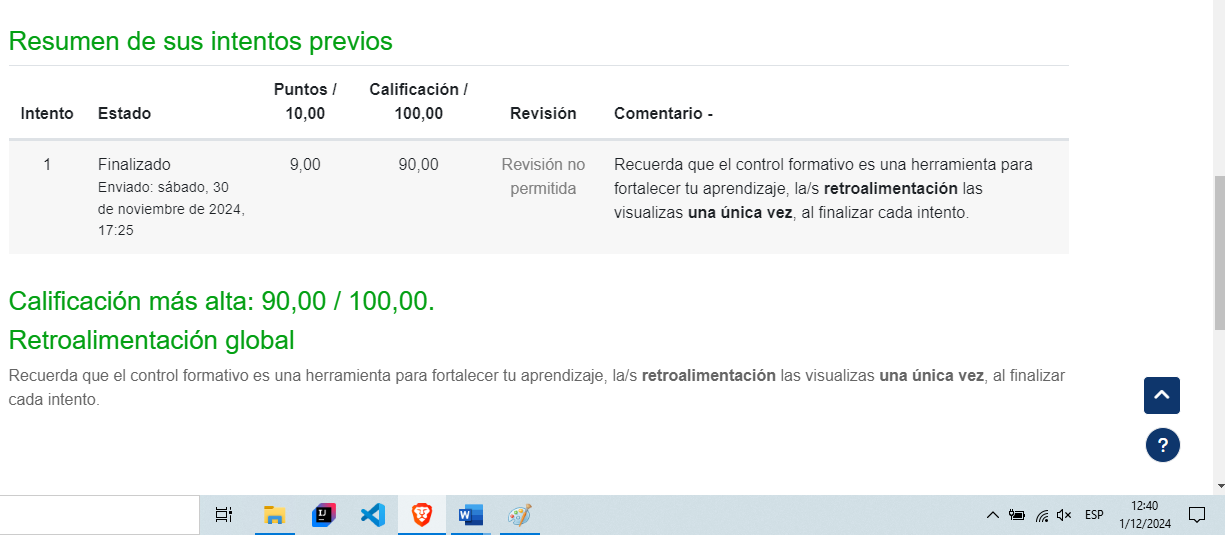 Resumen de sus intentos previos
Intento Estado Puntos / 10,00 Calificación / 100,00 Revisión Comentario -
1 Finalizado 9,00 90,00 Revisión no permitida Recuerda que el control formativo es una herramienta para
Enviado: sábado, 30 fortalecer tu aprendizaje, la/s retroalimentación las
de noviembre de 2024, visualizas una única vez, al finalizar cada intento.
17:25
Calificación más alta: 90,00 / 100,00.
Retroalimentación global
Recuerda que el control formativo es una herramienta para fortalecer tu aprendizaje, la/s retroalimentación las visualizas una única vez, al finalizar
cada intento.
?
IJ
W
ESP
12:40
1/12/2024